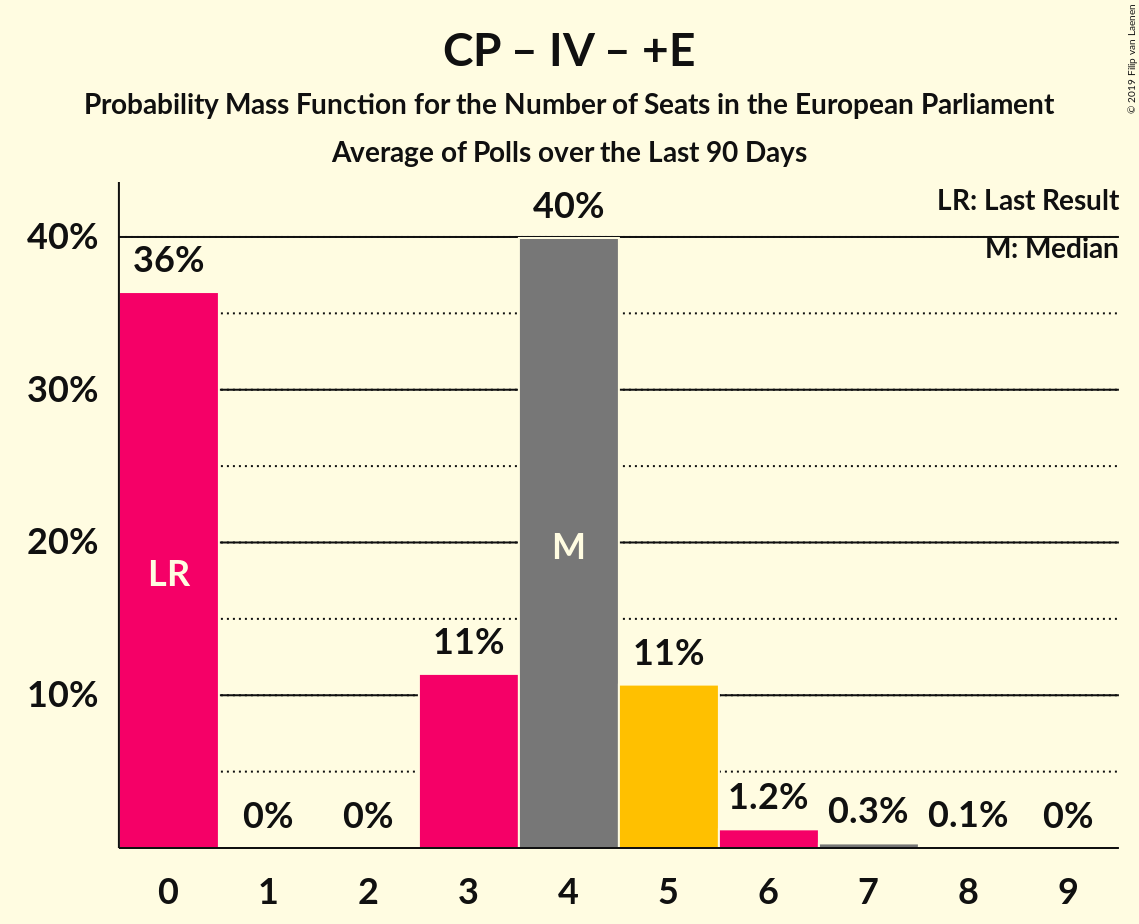 CP – IV – +E
Probability Mass Function for the Number of Seats in the European Parliament
Average of Polls over the Last 90 Days
© 2019 Filip van Laenen
LR: Last Result
M: Median
40%
30%
20%
10%
36%
0%
0%
11%
40%
11%
1.2%
0.3%
0.1%
0%
LR
M
0 1 2 3 4 5 6 7 8 9